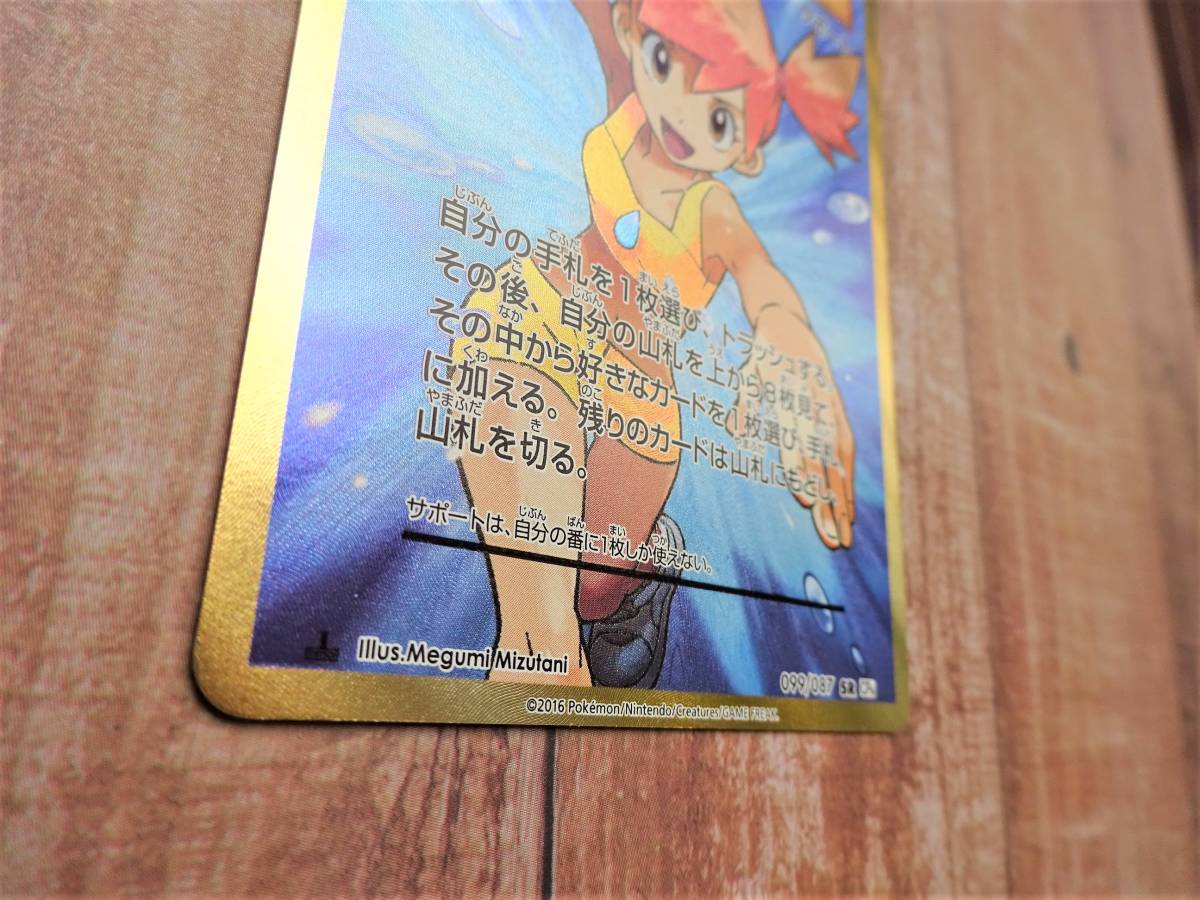 自分の手札を1枚選び、トラッシュする。
その後、自分の山札を上から8枚見て、
その中から好きなカードを1枚選び、手札
に加える。残りのカードは山札にもどし、
山札を切る。
サポートは、自分の番に1枚しか使えない。
Illus.Megumi Mizutani
099/087 SR
©2016 Pokémon/Nintendo/Creatures/GAME FREAK.